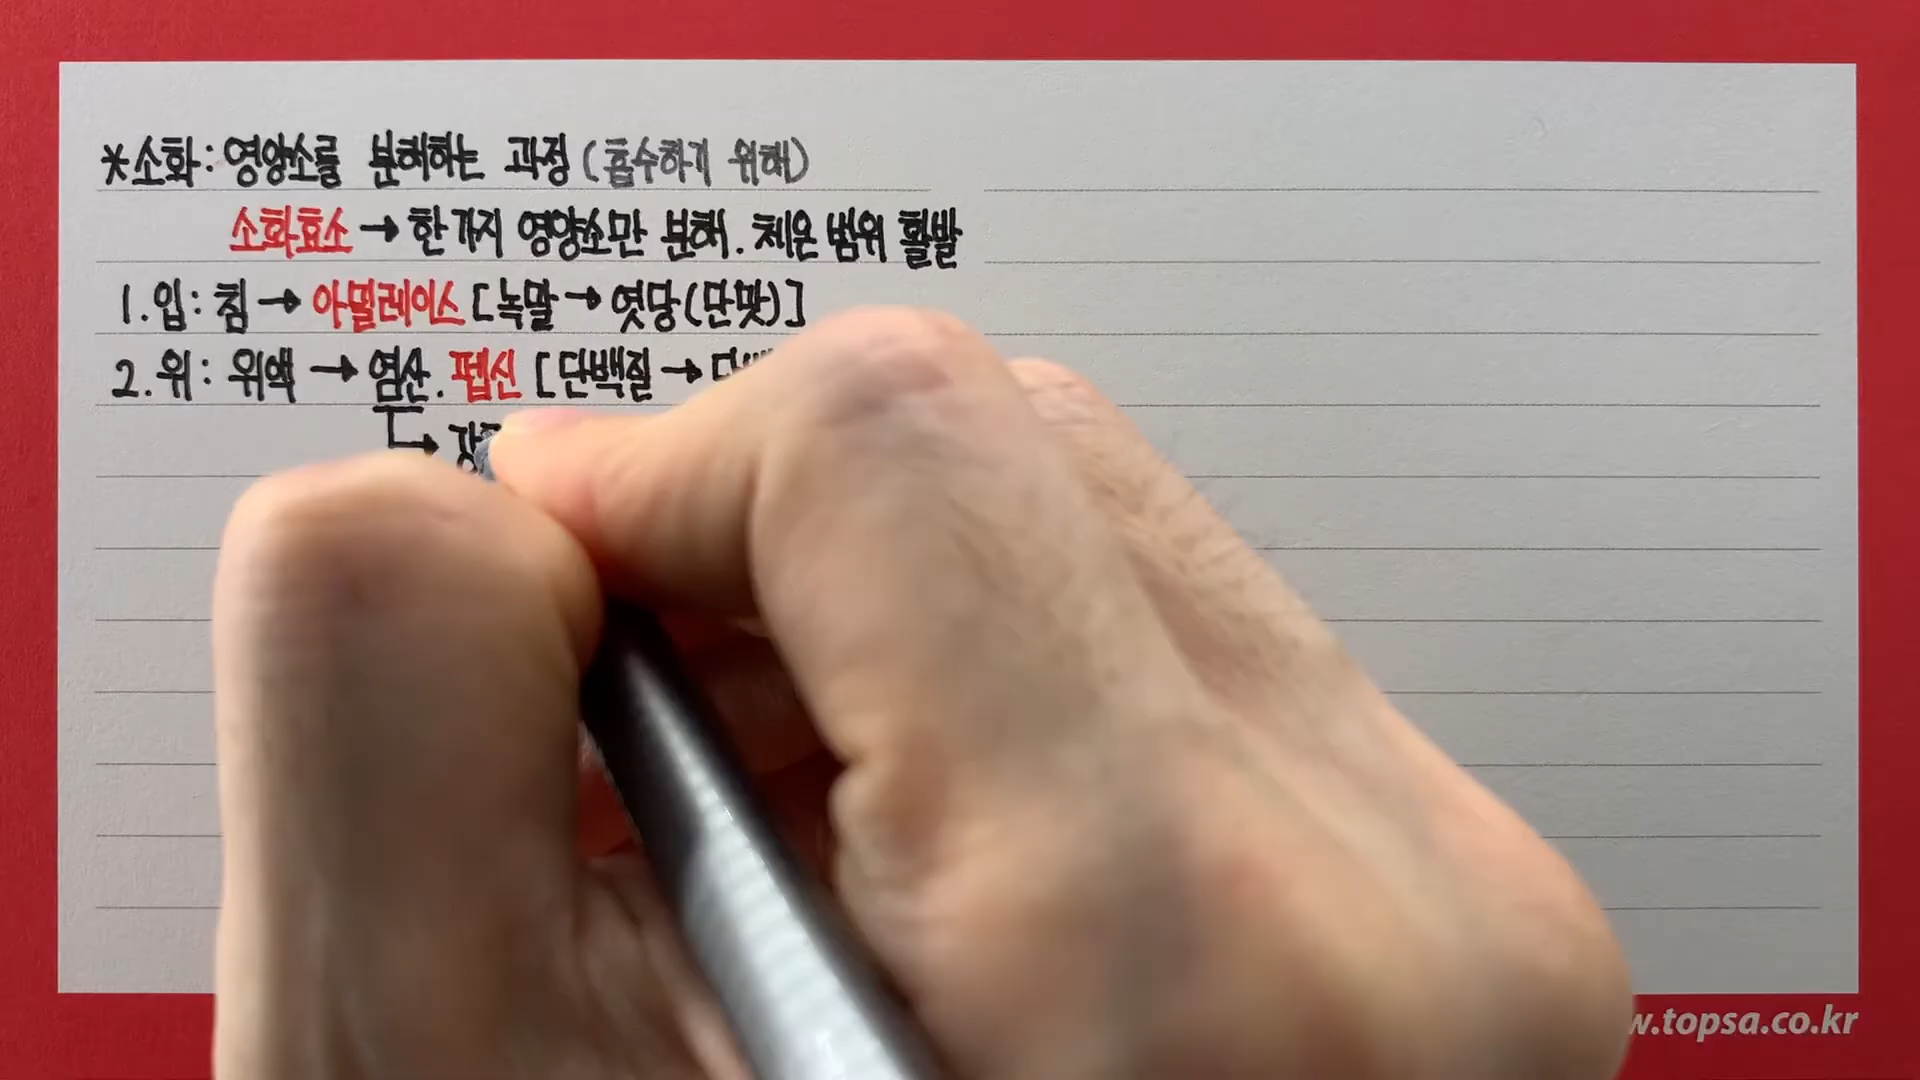 *소화: 영양소를 분해하는 과정 (흡수하기 위해)
소화효소 → 한가지 영양소만 분해. 체온 범위 활발
1. 입: 침 → 아밀레이스 [녹말 → 엿당(단맛)]
2. 위: 위액 → 염산. 펩신 [단백질 →
w.topsa.co.kr